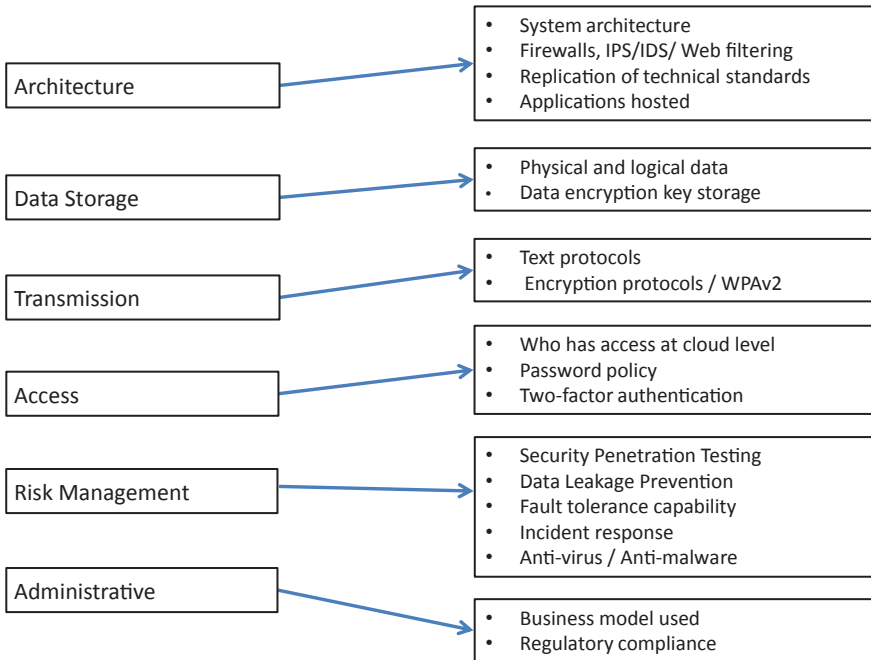 Architecture
• System architecture
• Firewalls, IPS/IDS/ Web filtering
• Replication of technical standards
• Applications hosted
Data Storage
• Physical and logical data
• Data encryption key storage
Transmission
• Text protocols
• Encryption protocols / WPAv2
Access
• Who has access at cloud level
• Password policy
• Two-factor authentication
Risk Management
• Security Penetration Testing
• Data Leakage Prevention
• Fault tolerance capability
• Incident response
• Anti-virus / Anti-malware
Administrative
• Business model used
• Regulatory compliance